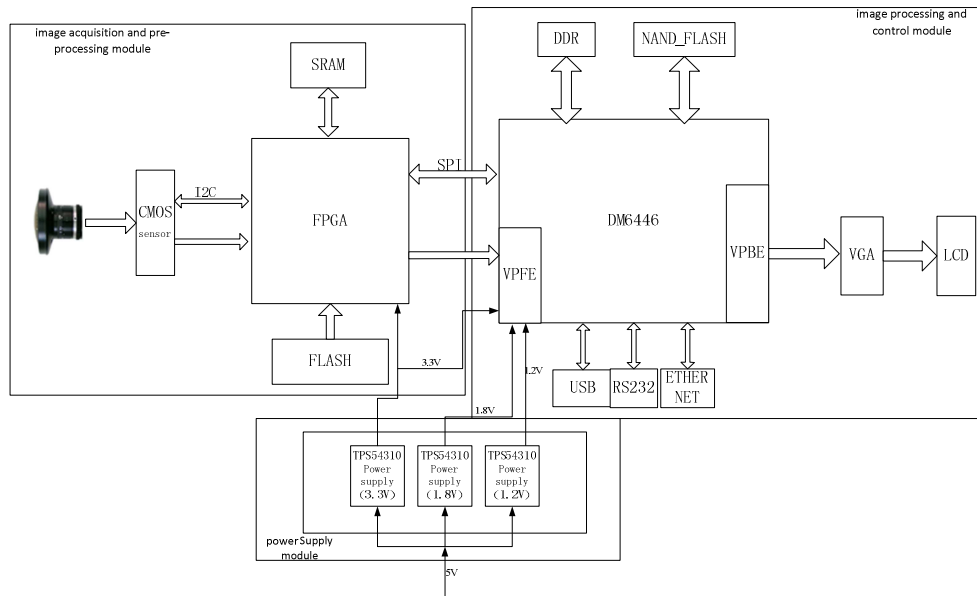 image acquisition and pre-
processing module
image processing and
control module
SRAM
DDR
NAND_FLASH
I2C
CMOS
sensor
FPGA
SPI
DM6446
VPFE
VPBE
VGA
LCD
FLASH
3.3V
1.2V
USB
RS232
ETHER
NET
1.8V
TPS54310
Power
supply
(3.3V)
TPS54310
Power
supply
(1.8V)
TPS54310
Power
supply
(1.2V)
power Supply
module
5V